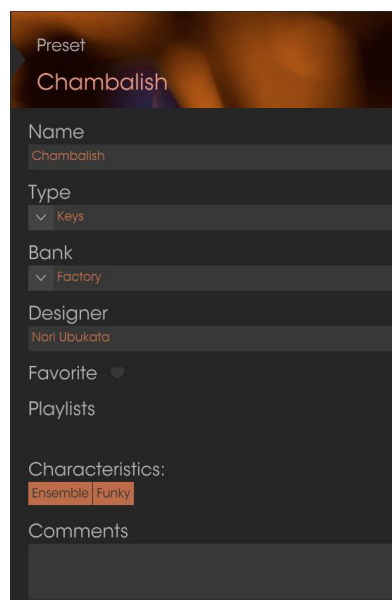 Preset
Chambalish
Name
Chambalish
Type
Keys
Bank
Factory
Designer
Nori Ubukata
Favorite
Playlists
Characteristics:
Ensemble Funky
Comments